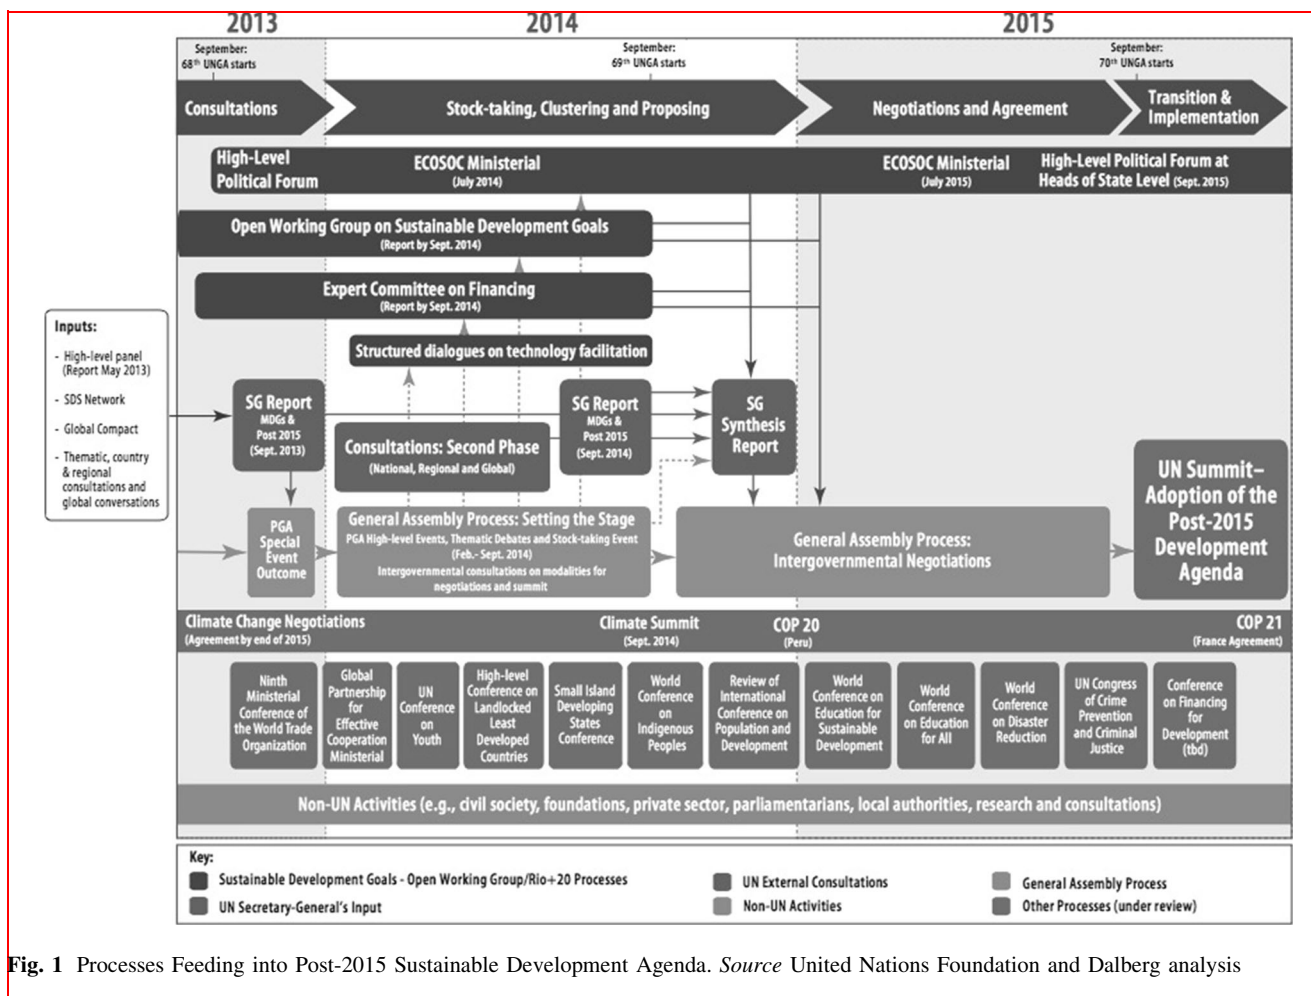 2013
2014
2015
September:
68th UNGA starts
September:
69th UNGA starts
September:
70th UNGA starts
Consultations
Stock-taking, Clustering and Proposing
Negotiations and Agreement
Transition &
Implementation
High-Level
Political Forum
ECOSOC Ministerial
(July 2014)
ECOSOC Ministerial
(July 2015)
High-Level Political Forum at
Heads of State Level (Sept. 2015)
Open Working Group on Sustainable Development Goals
(Report by Sept. 2014)
Expert Committee on Financing
(Report by Sept. 2014)
Structured dialogues on technology facilitation
Inputs:
- High-level panel
(Report May 2013)
- SDS Network
- Global Compact
- Thematic, country
& regional
consultations and
global conversations
SG Report
MDGs &
Post 2015
(Sept. 2013)
Consultations: Second Phase
(National, Regional and Global)
SG Report
MDGs &
Post 2015
(Sept. 2014)
SG
Synthesis
Report
UN Summit–
Adoption of the
Post-2015
Development
Agenda
PGA
Special
Event
Outcome
General Assembly Process: Setting the Stage
PGA High-level Events, Thematic Debates and Stock-taking Event
(Feb.- Sept. 2014)
Intergovernmental consultations on modalities for
negotiations and summit
General Assembly Process:
Intergovernmental Negotiations
Climate Change Negotiations
(Agreement by end of 2015)
Climate Summit
(Sept. 2014)
COP 20
(Peru)
COP 21
(France Agreement)
Ninth
Ministerial
Conference of
the World Trade
Organization
Global
Partnership
for
Effective
Cooperation
Ministerial
UN
Conference
on
Youth
High-level
Conference on
Landlocked
Least
Developed
Countries
Small Island
Developing
States
Conference
World
Conference
on
Indigenous
Peoples
Review of
International
Conference on
Population and
Development
World
Conference on
Education for
Sustainable
Development
World
Conference
on Education
for All
World
Conference
on Disaster
Reduction
UN Congress
of Crime
Prevention
and Criminal
Justice
Conference
on Financing
for
Development
(tbd)
Non-UN Activities (e.g., civil society, foundations, private sector, parliamentarians, local authorities, research and consultations)
Key:
Sustainable Development Goals - Open Working Group/Rio+20 Processes
UN Secretary-General's Input
UN External Consultations
Non-UN Activities
General Assembly Process
Other Processes (under review)
Fig. 1 Processes Feeding into Post-2015 Sustainable Development Agenda. Source United Nations Foundation and Dalberg analysis